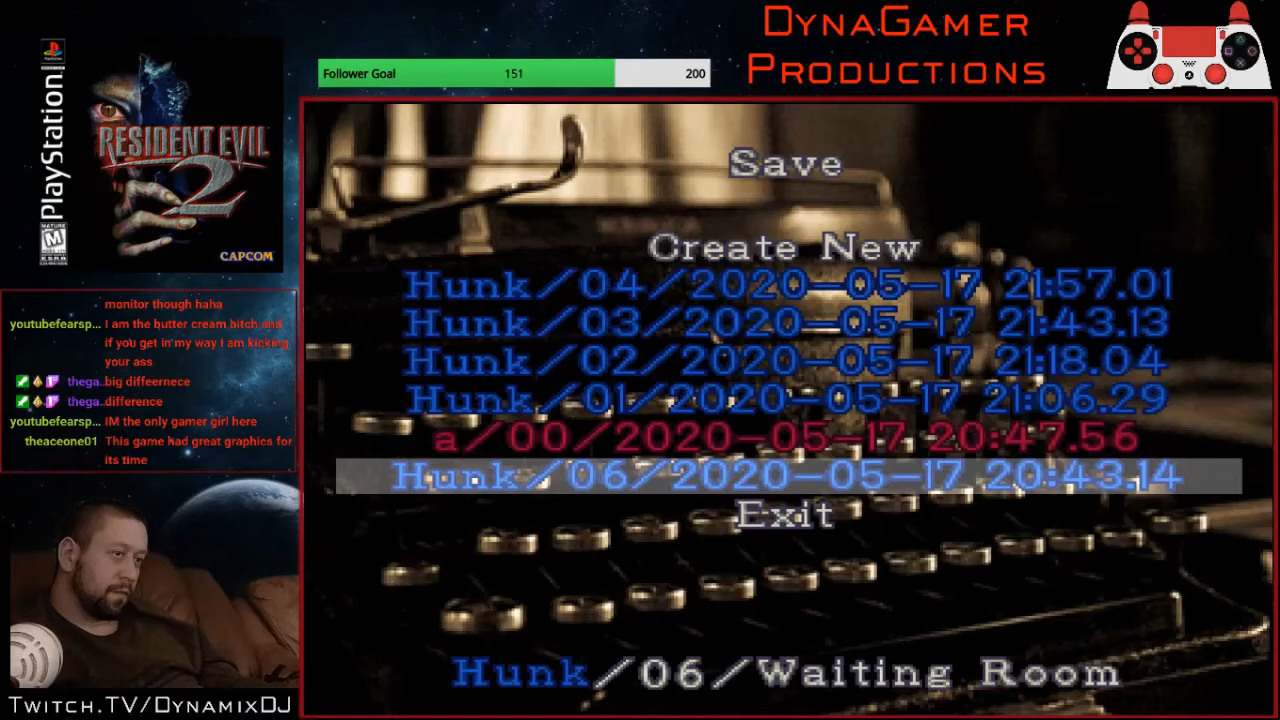 DynaGamer
Productions
Follower Goal 151 200
PlayStation
RESIDENT EVIL
2
MATURE
M
ESRB
CAPCOM
Save
Create New
Hunk/04/2020-05-17 21:57.01
Hunk/03/2020-05-17 21:43.13
Hunk/02/2020-05-17 21:18.04
Hunk/01/2020-05-17 21:06.29
a/00/2020-05-17 20:47.56
Hunk/06/2020-05-17 20:43.14
Exit
Hunk/06/Waiting Room
monitor though haha
youtubefearsp... I am the butter cream bitch and
if you get in my way I am kicking
your ass
thega.. big differnece
thega.. difference
youtubefearsp... IM the only gamer girl here
theaceone01 This game had great graphics for
its time
Twitch.TV/DynamixDJ